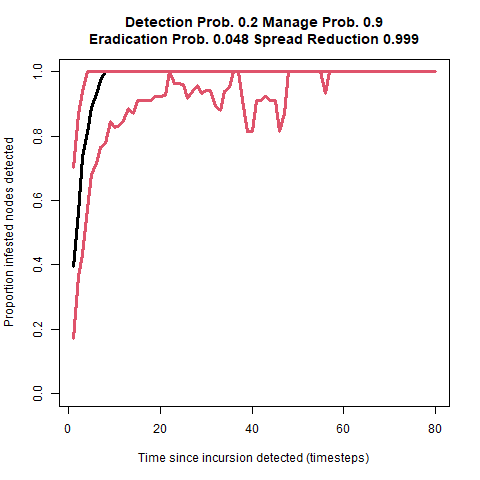 Detection Prob. 0.2 Manage Prob. 0.9
Eradication Prob. 0.048 Spread Reduction 0.999
Proportion infested nodes detected
1.0
0.8
0.6
0.4
0.2
0.0
0 20 40 60 80
Time since incursion detected (timesteps)